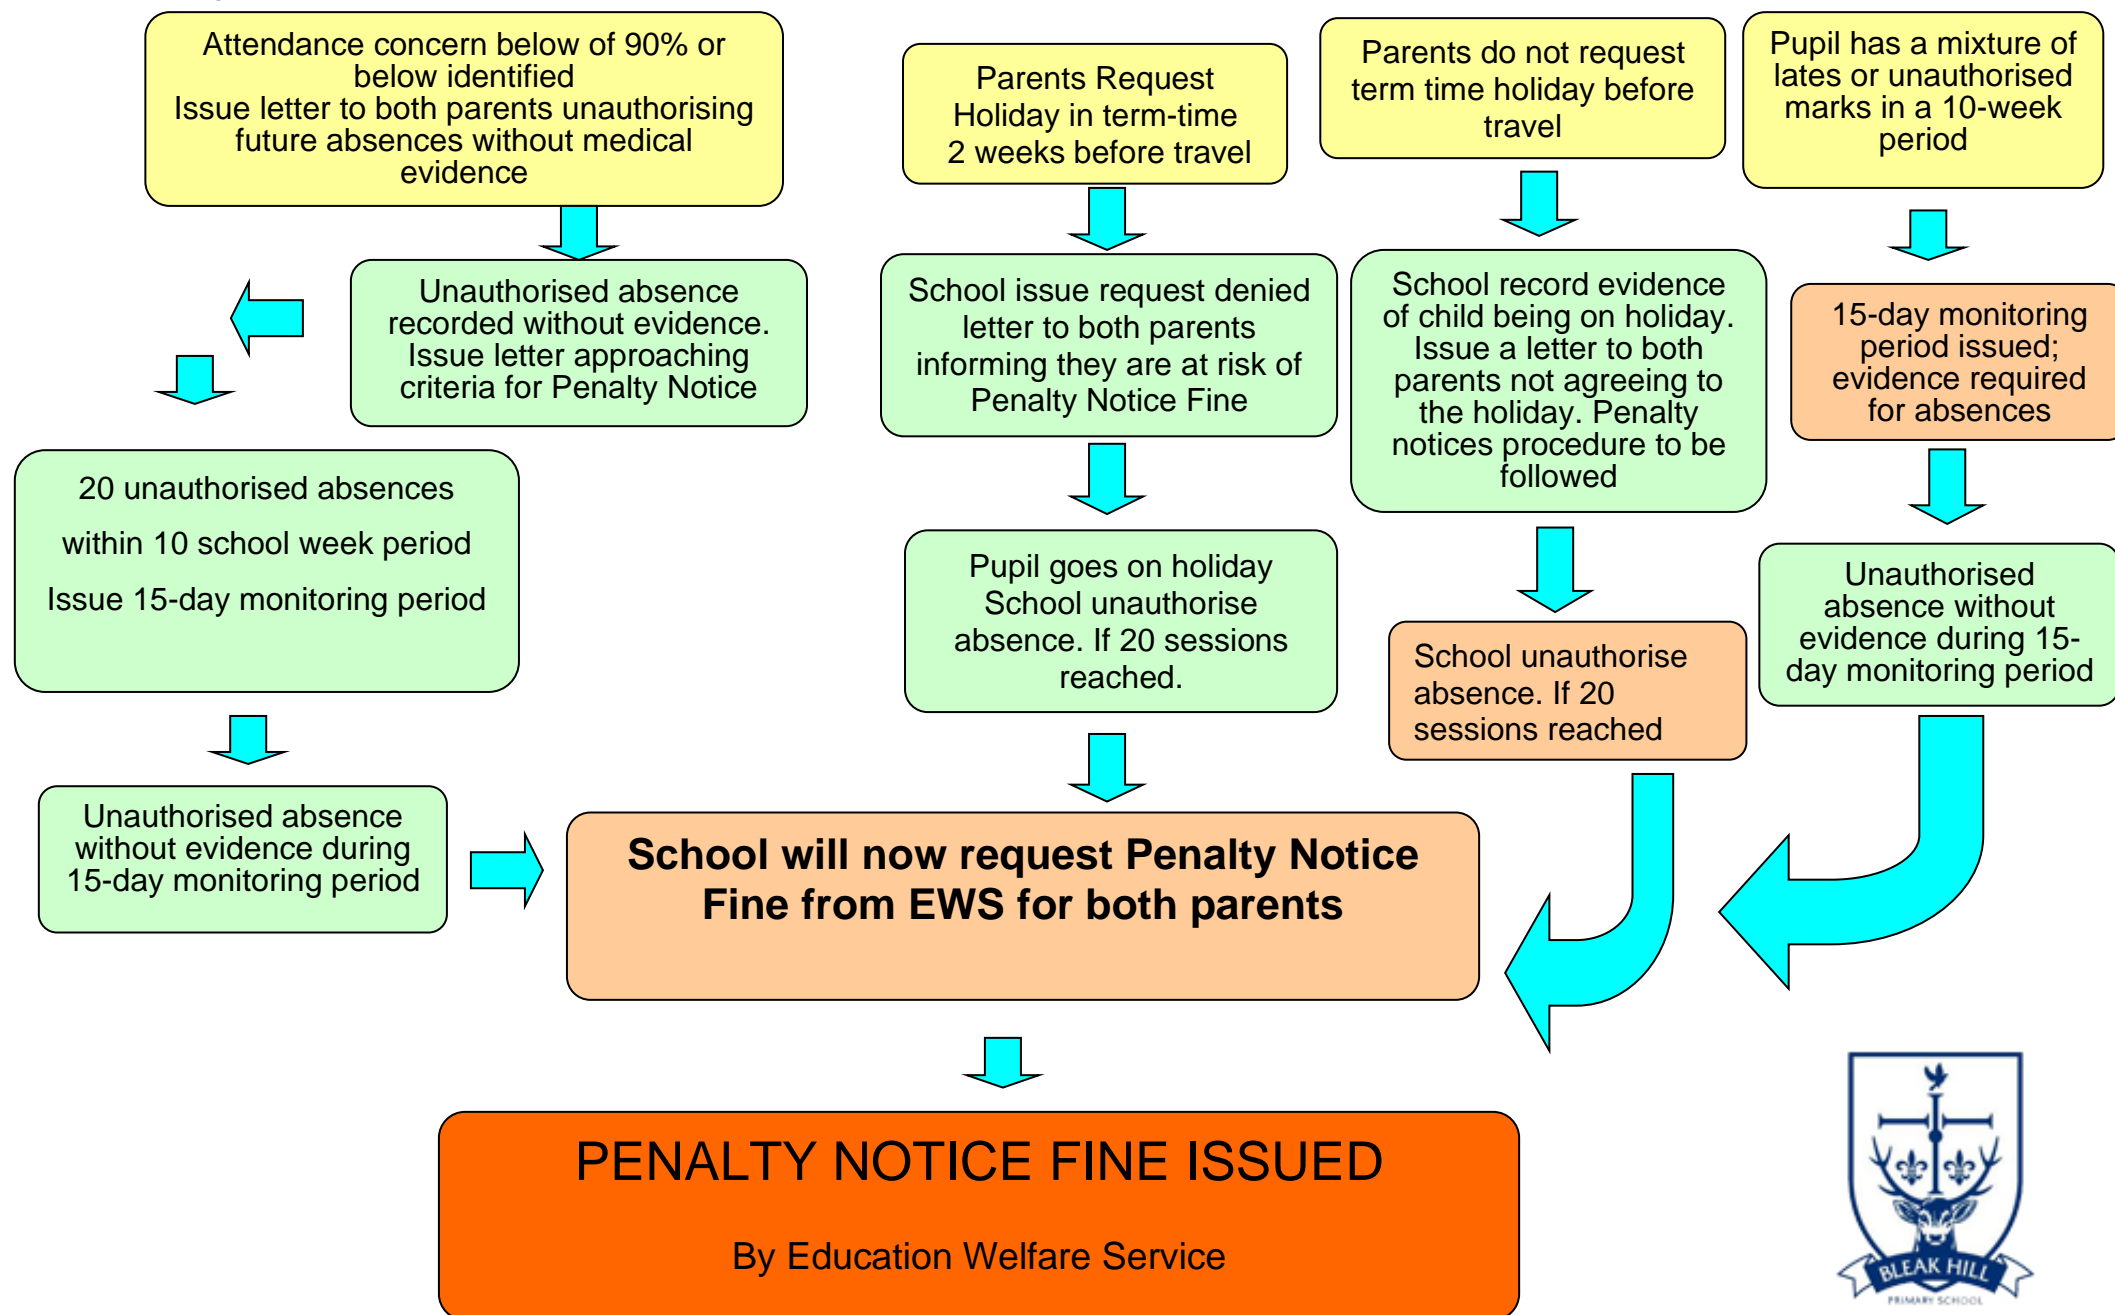 Attendance concern below of 90% or
below identified
Issue letter to both parents unauthorising
future absences without medical
evidence
Parents Request
Holiday in term-time
2 weeks before travel
Parents do not request
term time holiday before
travel
Pupil has a mixture of
lates or unauthorised
marks in a 10-week
period
Unauthorised absence
recorded without evidence.
Issue letter approaching
criteria for Penalty Notice
School issue request denied
letter to both parents
informing they are at risk of
Penalty Notice Fine
School record evidence
of child being on holiday.
Issue a letter to both
parents not agreeing to
the holiday. Penalty
notices procedure to be
followed
15-day monitoring
period issued;
evidence required
for absences
20 unauthorised absences
within 10 school week period
Issue 15-day monitoring period
Pupil goes on holiday
School unauthorise
absence. If 20 sessions
reached.
School unauthorise
absence. If 20
sessions reached
Unauthorised
absence without
evidence during 15-
day monitoring period
Unauthorised absence
without evidence during
15-day monitoring period
School will now request Penalty Notice
Fine from EWS for both parents
PENALTY NOTICE FINE ISSUED
By Education Welfare Service
BLEAK HILL
PRIMARY SCHOOL